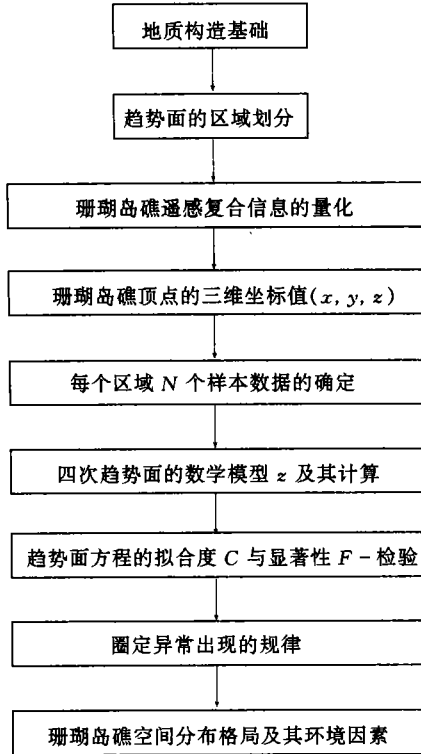 地质构造基础
趋势面的区域划分
珊瑚岛礁遥感复合信息的量化
珊瑚岛礁顶点的三维坐标值(x, y, z)
每个区域 N 个样本数据的确定
四次趋势面的数学模型 z 及其计算
趋势面方程的拟合度 C 与显著性 F－检验
圈定异常出现的规律
珊瑚岛礁空间分布格局及其环境因素